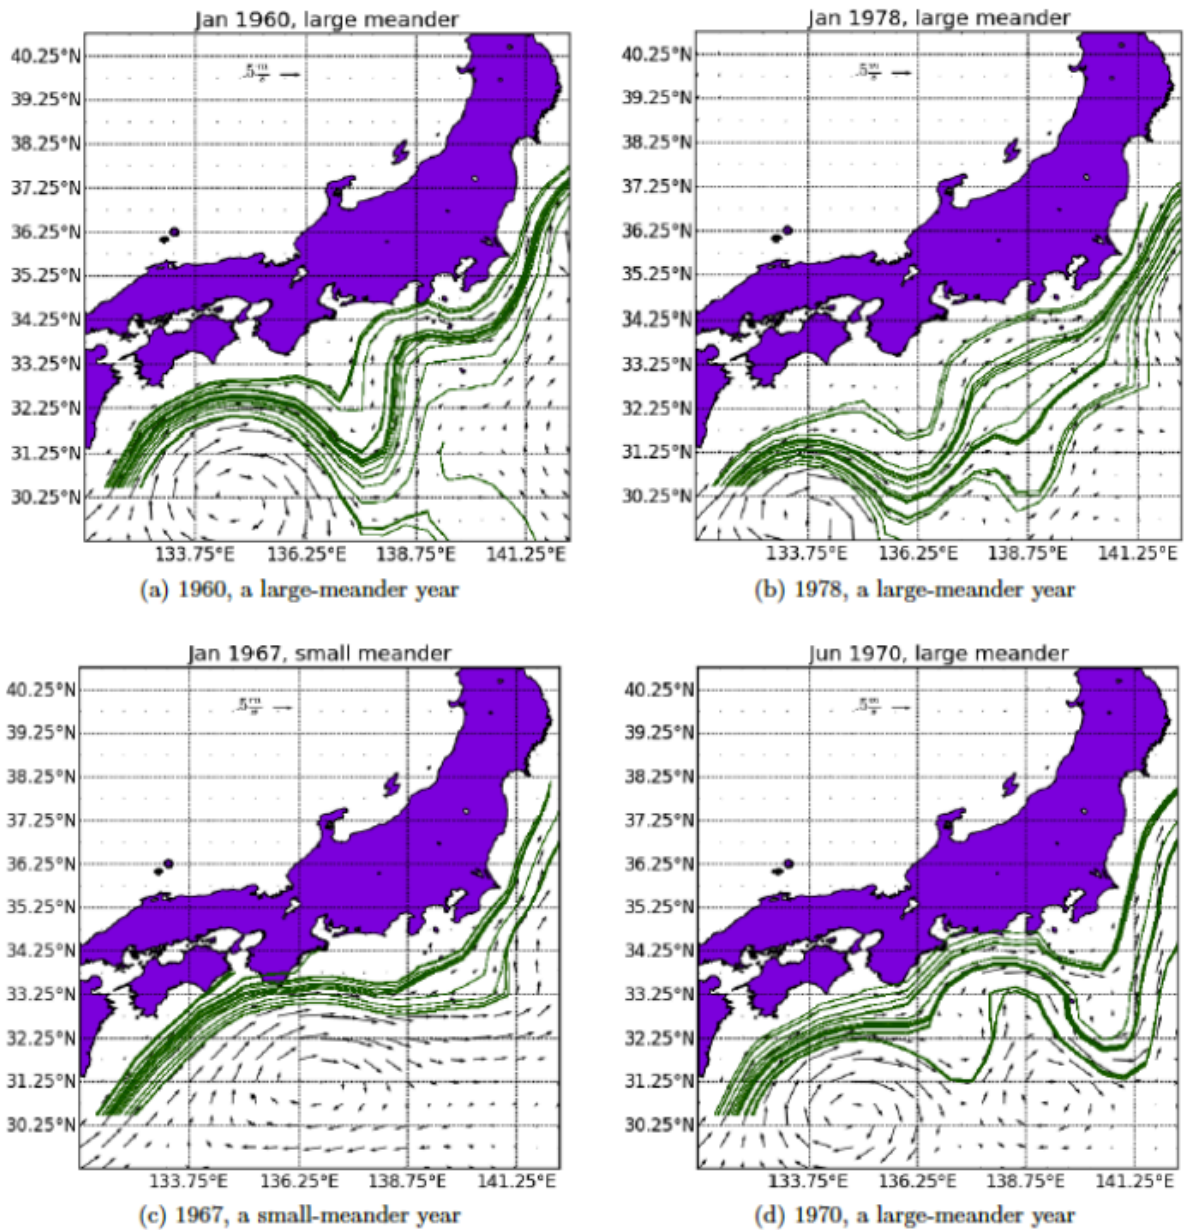 Jan 1960, large meander
40.25°N
39.25°N
38.25°N
37.25°N
36.25°N
35.25°N
34.25°N
33.25°N
32.25°N
31.25°N
30.25°N
.5 m/s
133.75°E 136.25°E 138.75°E 141.25°E
(a) 1960, a large-meander year
Jan 1978, large meander
40.25°N
39.25°N
38.25°N
37.25°N
36.25°N
35.25°N
34.25°N
33.25°N
32.25°N
31.25°N
30.25°N
.5 m/s
133.75°E 136.25°E 138.75°E 141.25°E
(b) 1978, a large-meander year
Jan 1967, small meander
40.25°N
39.25°N
38.25°N
37.25°N
36.25°N
35.25°N
34.25°N
33.25°N
32.25°N
31.25°N
30.25°N
.5 m/s
133.75°E 136.25°E 138.75°E 141.25°E
(c) 1967, a small-meander year
Jun 1970, large meander
40.25°N
39.25°N
38.25°N
37.25°N
36.25°N
35.25°N
34.25°N
33.25°N
32.25°N
31.25°N
30.25°N
.5 m/s
133.75°E 136.25°E 138.75°E 141.25°E
(d) 1970, a large-meander year